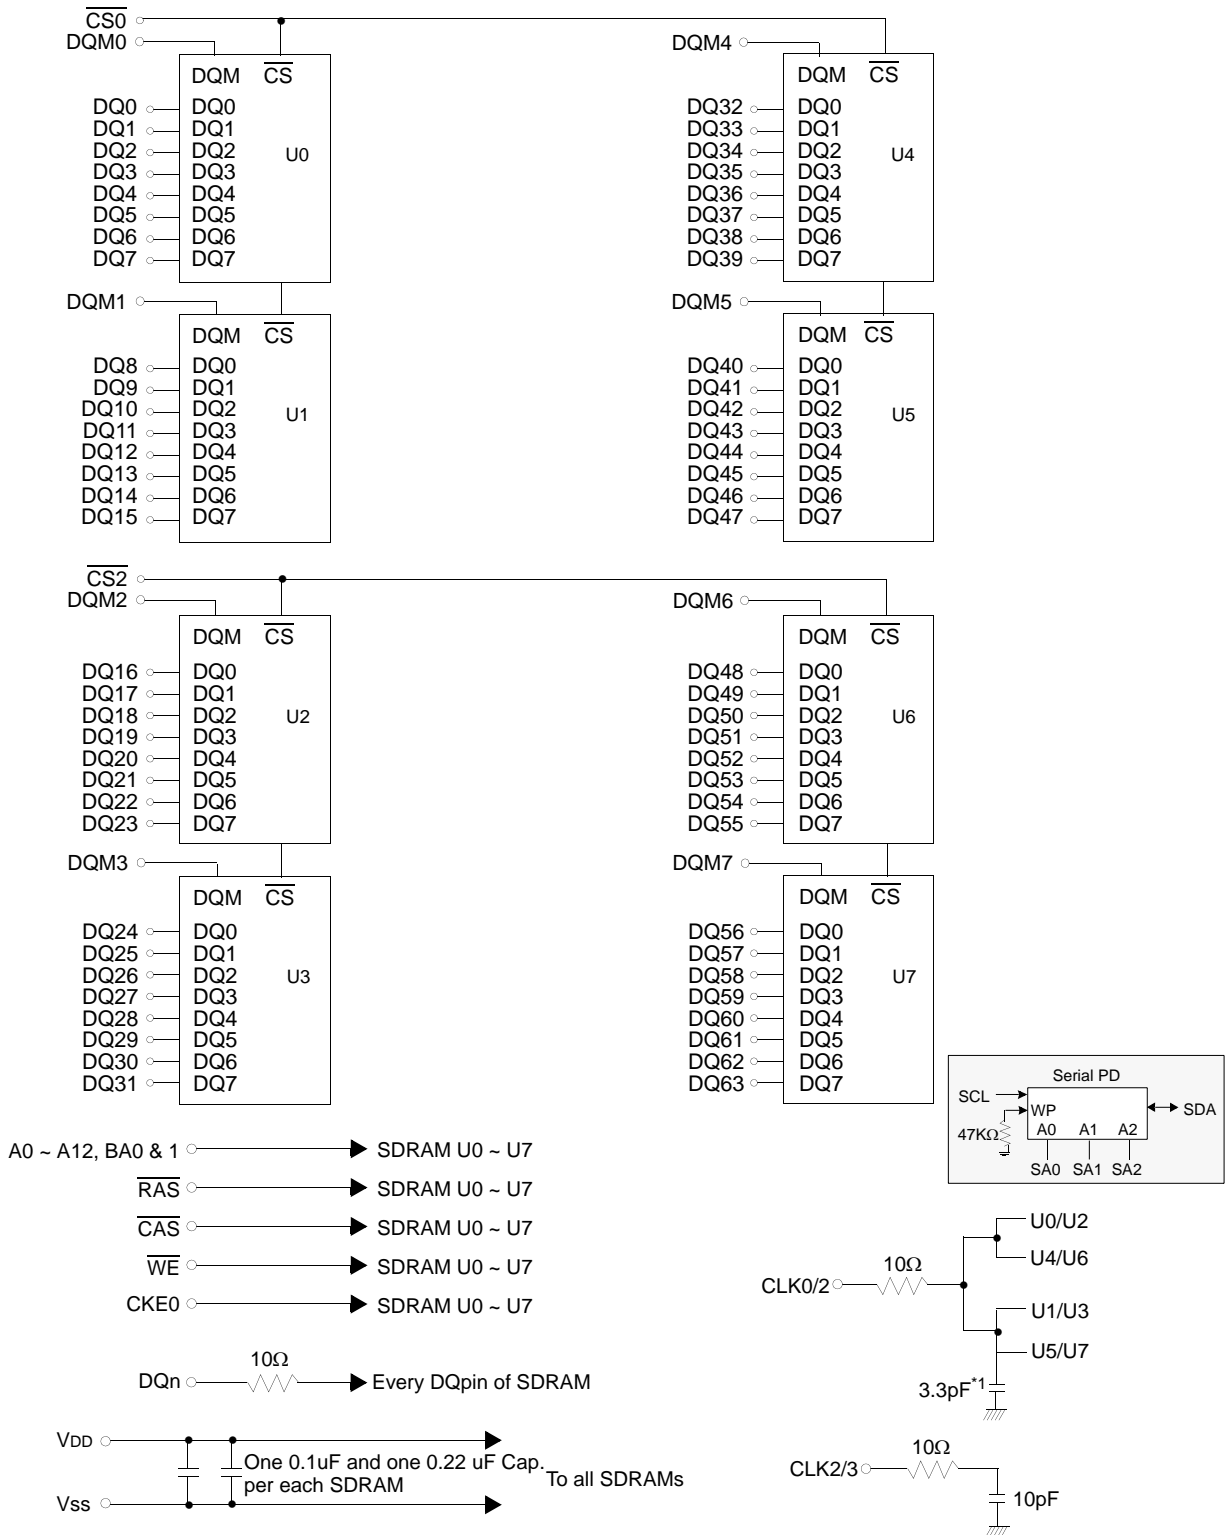 CS0
DQM0
DQM CS
DQ0 DQ0
DQ1 DQ1
DQ2 DQ2
DQ3 DQ3
DQ4 DQ4
DQ5 DQ5
DQ6 DQ6
DQ7 DQ7
U0
DQM4
DQM CS
DQ32 DQ0
DQ33 DQ1
DQ34 DQ2
DQ35 DQ3
DQ36 DQ4
DQ37 DQ5
DQ38 DQ6
DQ39 DQ7
U4
DQM1
DQM CS
DQ8 DQ0
DQ9 DQ1
DQ10 DQ2
DQ11 DQ3
DQ12 DQ4
DQ13 DQ5
DQ14 DQ6
DQ15 DQ7
U1
DQM5
DQM CS
DQ40 DQ0
DQ41 DQ1
DQ42 DQ2
DQ43 DQ3
DQ44 DQ4
DQ45 DQ5
DQ46 DQ6
DQ47 DQ7
U5
CS2
DQM2
DQM CS
DQ16 DQ0
DQ17 DQ1
DQ18 DQ2
DQ19 DQ3
DQ20 DQ4
DQ21 DQ5
DQ22 DQ6
DQ23 DQ7
U2
DQM6
DQM CS
DQ48 DQ0
DQ49 DQ1
DQ50 DQ2
DQ51 DQ3
DQ52 DQ4
DQ53 DQ5
DQ54 DQ6
DQ55 DQ7
U6
DQM3
DQM CS
DQ24 DQ0
DQ25 DQ1
DQ26 DQ2
DQ27 DQ3
DQ28 DQ4
DQ29 DQ5
DQ30 DQ6
DQ31 DQ7
U3
DQM7
DQM CS
DQ56 DQ0
DQ57 DQ1
DQ58 DQ2
DQ59 DQ3
DQ60 DQ4
DQ61 DQ5
DQ62 DQ6
DQ63 DQ7
U7
Serial PD
SCL
WP
SDA
47KΩ
A0 A1 A2
SA0 SA1 SA2
A0 ~ A12, BA0 & 1 SDRAM U0 ~ U7
RAS SDRAM U0 ~ U7
CAS SDRAM U0 ~ U7
WE SDRAM U0 ~ U7
CKE0 SDRAM U0 ~ U7
10Ω
DQn Every DQpin of SDRAM
VDD
One 0.1uF and one 0.22 uF Cap.
per each SDRAM
To all SDRAMs
Vss
U0/U2
U4/U6
10Ω
CLK0/2
U1/U3
U5/U7
3.3pF*1
10Ω
CLK2/3
10pF